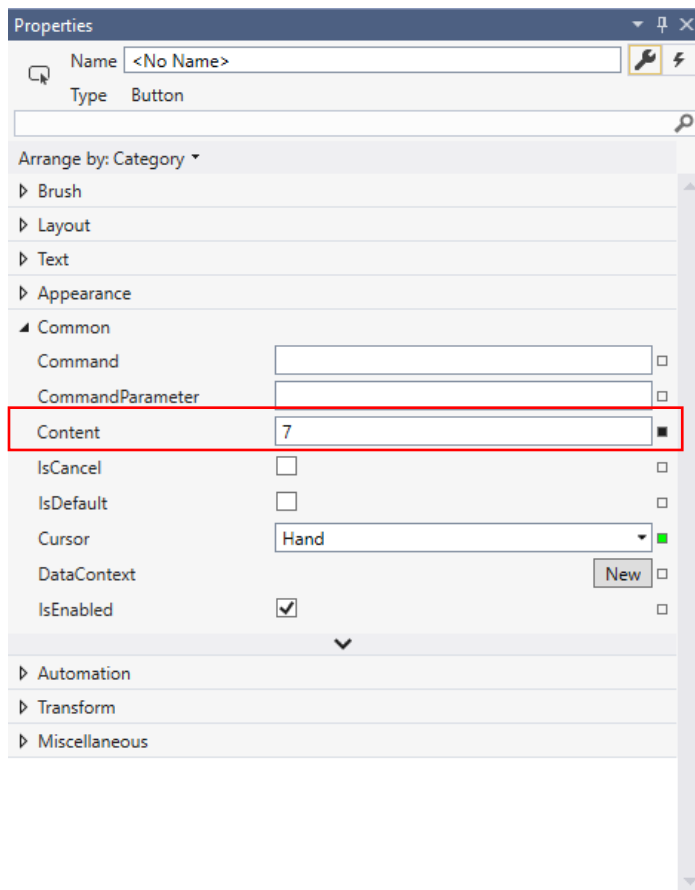 Properties
Name <No Name>
Type Button
Arrange by: Category
Brush
Layout
Text
Appearance
Common
Command
CommandParameter
Content 7
IsCancel
IsDefault
Cursor Hand
DataContext New
IsEnabled
Automation
Transform
Miscellaneous